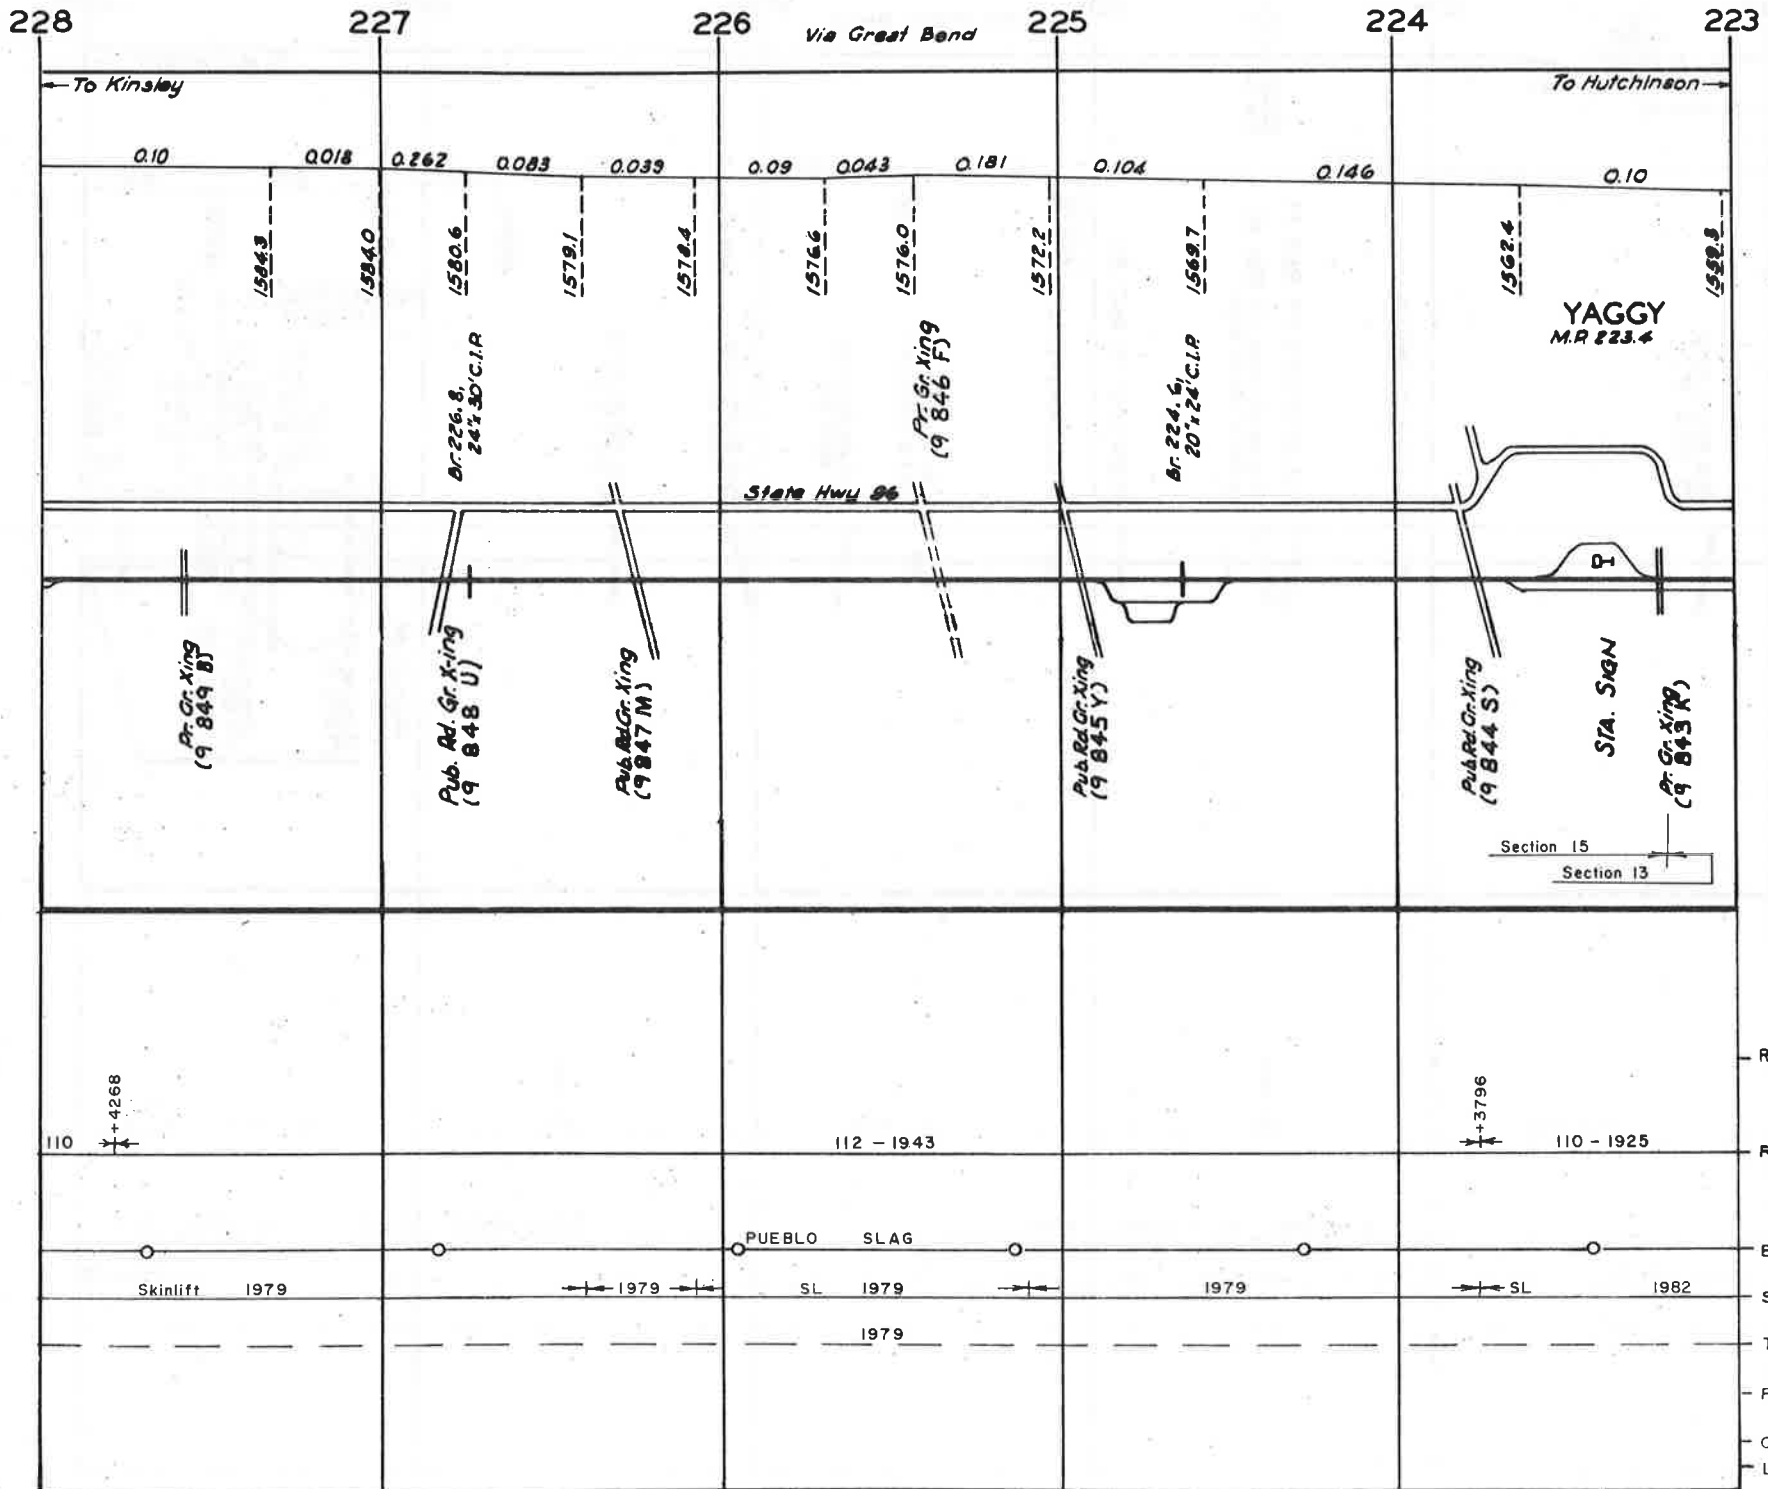 228 227 226 225 224 223
Via Great Bend
To Kinsley
To Hutchinson
0.10 0.018 0.262 0.083 0.039 0.09 0.043 0.181 0.104 0.146 0.10
1584.3
1584.0
1580.6
1579.1
1578.4
1576.6
1576.0
1572.2
1569.7
1562.4
1559.8
YAGGY
M.P. 223.4
Br. 226.8,
24"x 30' C.I.P.
Pr. Gr. Xing
(9 846 F)
Br. 224.6,
20"x 24' C.I.P.
State Hwy 96
Pr. Gr. Xing
(9 849 B)
Pub. Rd. Gr. X-ing
(9 848 U)
Pub. Rd. Gr. Xing
(9 847 M)
Pub. Rd. Gr. Xing
(9 845 Y)
Pub. Rd. Gr. Xing
(9 844 S)
STA. SIGN
Pr. Gr. Xing
(9 843 K)
Section 15
Section 13
+4268
+3796
110
112 - 1943
110 - 1925
PUEBLO SLAG
Skinlift 1979
1979
SL 1979
1979
SL 1982
1979